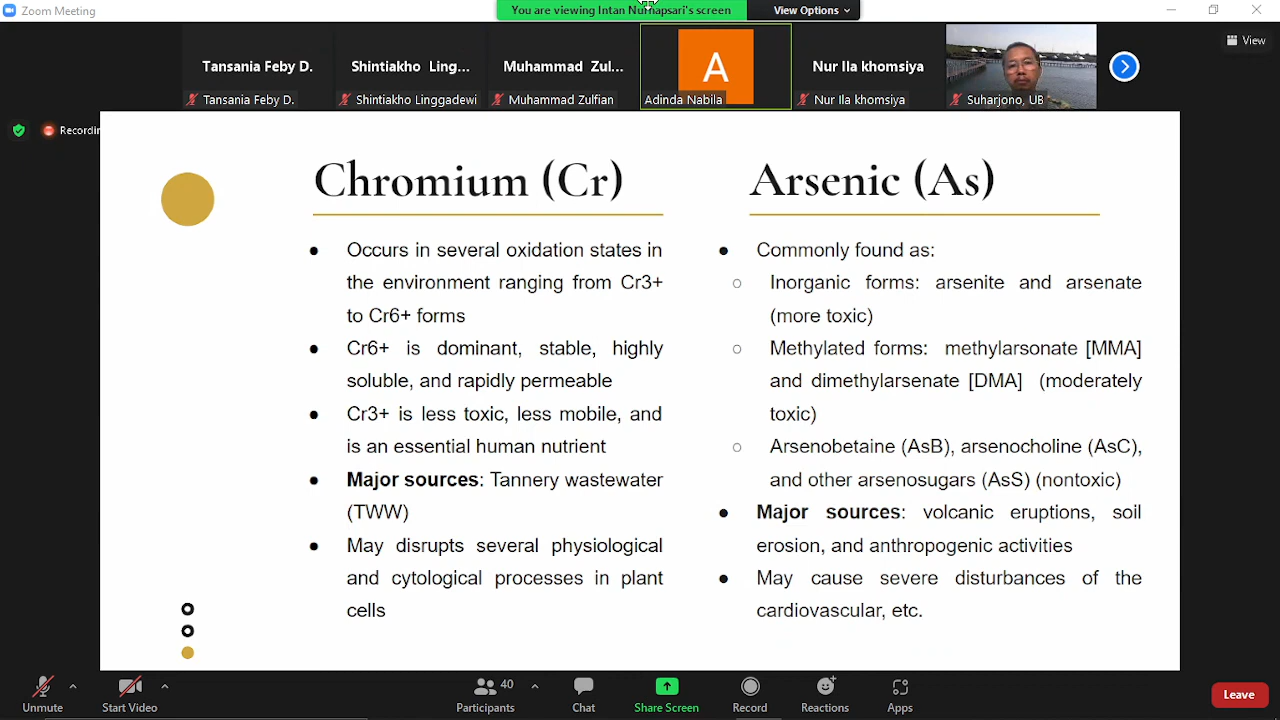 Zoom Meeting
You are viewing Intan Nurhapsari's screen
View Options
View
Tansania Feby D.
Shintiakho Ling...
Muhammad Zul...
A
Nur Ila khomsiya
Tansania Feby D.
Shintiakho Linggadewi
Muhammad Zulfian
Adinda Nabila
Nur Ila khomsiya
Suharjono, UB
Recordin
Chromium (Cr)
Occurs in several oxidation states in
the environment ranging from Cr3+
to Cr6+ forms
Cr6+ is dominant, stable, highly
soluble, and rapidly permeable
Cr3+ is less toxic, less mobile, and
is an essential human nutrient
Major sources: Tannery wastewater
(TWW)
May disrupts several physiological
and cytological processes in plant
cells
Arsenic (As)
Commonly found as:
Inorganic forms: arsenite and arsenate
(more toxic)
Methylated forms: methylarsonate [MMA]
and dimethylarsenate [DMA] (moderately
toxic)
Arsenobetaine (AsB), arsenocholine (AsC),
and other arsenosugars (AsS) (nontoxic)
Major sources: volcanic eruptions, soil
erosion, and anthropogenic activities
May cause severe disturbances of the
cardiovascular, etc.
Unmute
Start Video
Participants
40
Chat
Share Screen
Record
Reactions
Apps
Leave